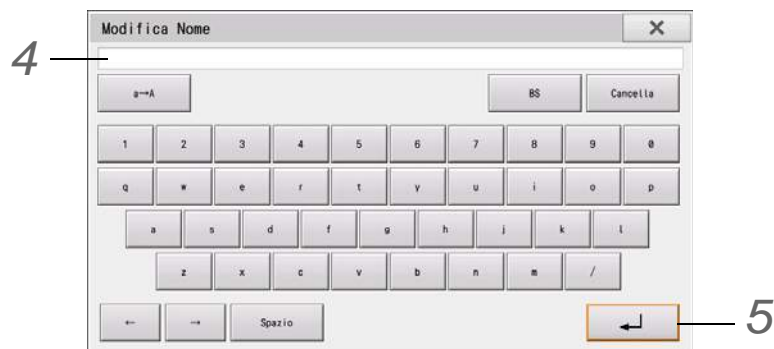 Modifica Nome ×
4
a→A BS Cancella
1 2 3 4 5 6 7 8 9 0
q w e r t y u i o p
a s d f g h j k l
z x c v b n m /
← → Spazio ↵ 5